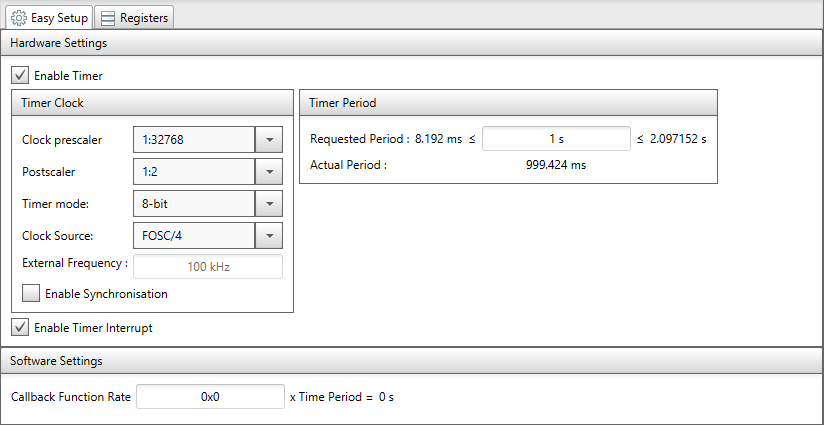 Easy Setup Registers
Hardware Settings
Enable Timer
Timer Clock
Clock prescaler 1:32768
Postscaler 1:2
Timer mode: 8-bit
Clock Source: FOSC/4
External Frequency : 100 kHz
Enable Synchronisation
Timer Period
Requested Period : 8.192 ms ≤ 1 s ≤ 2.097152 s
Actual Period : 999.424 ms
Enable Timer Interrupt
Software Settings
Callback Function Rate 0x0 x Time Period = 0 s